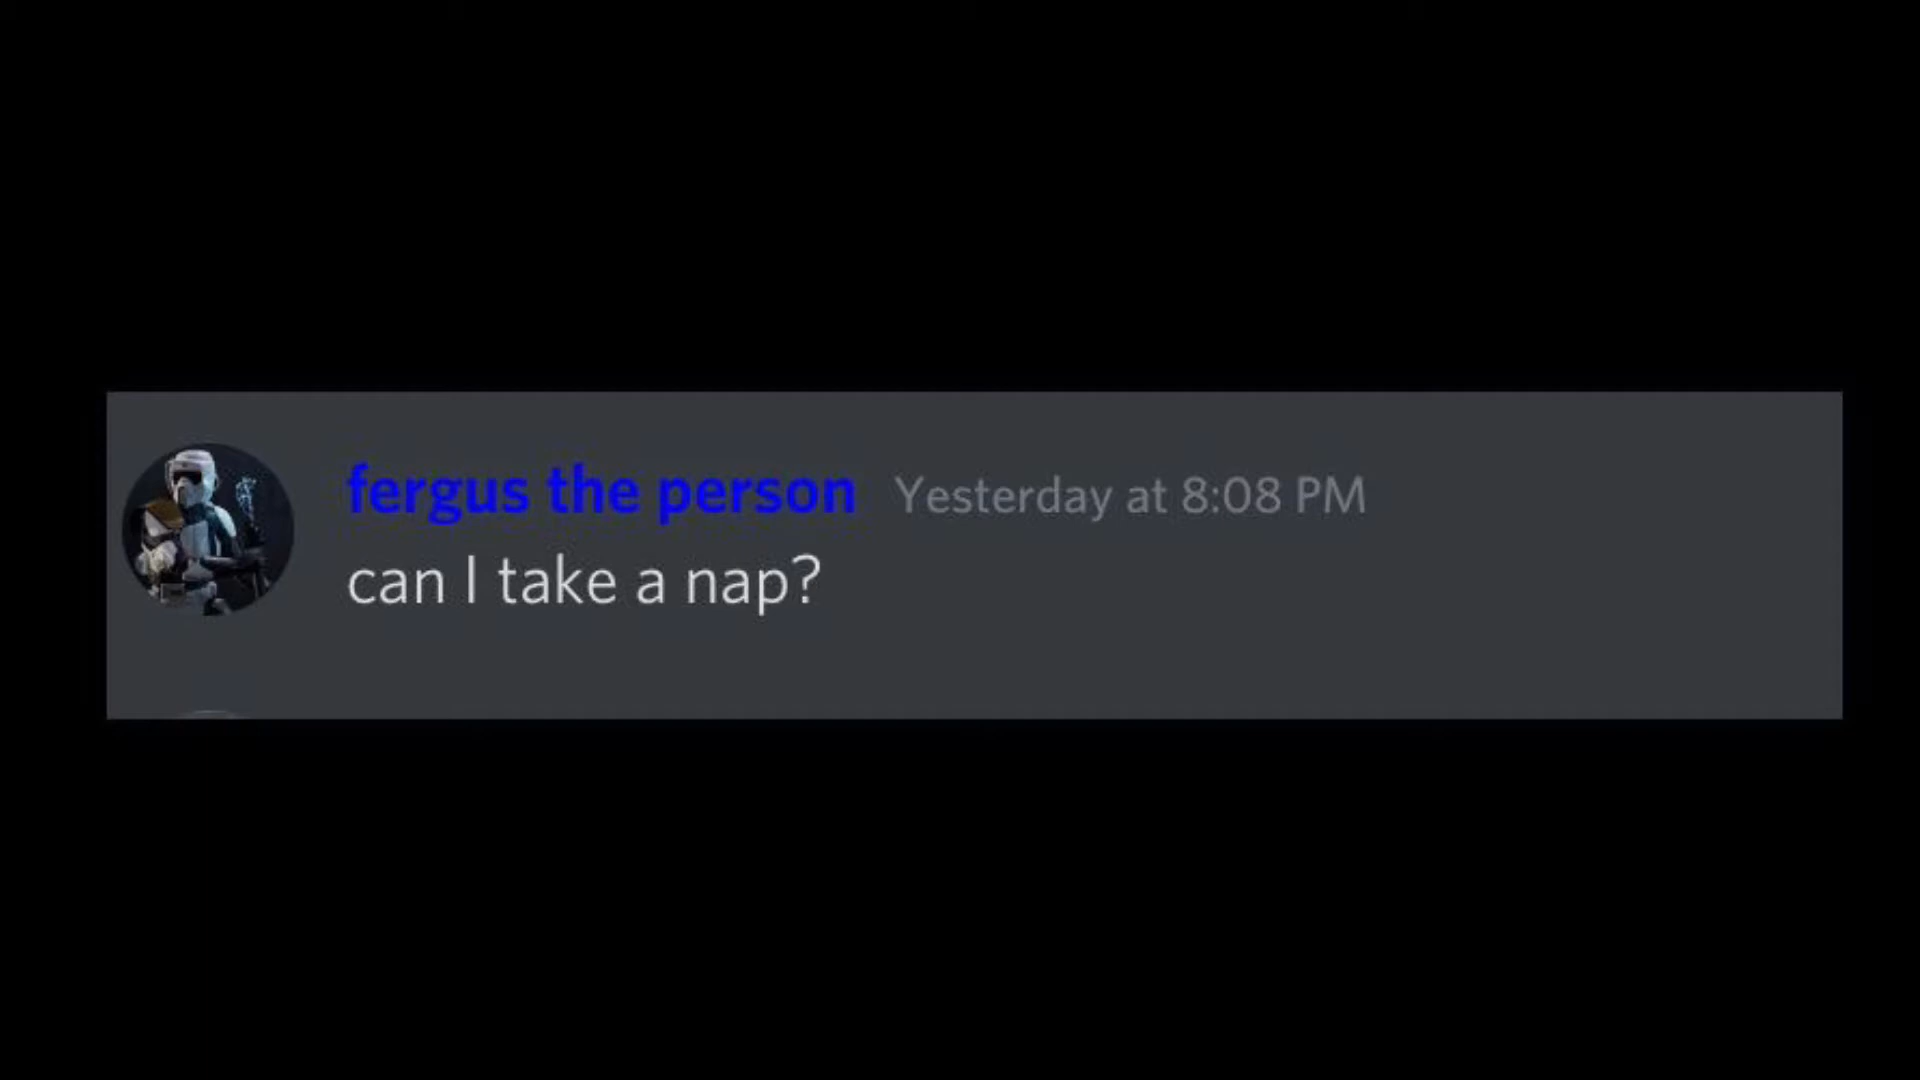 fergus the person Yesterday at 8:08 PM
can I take a nap?